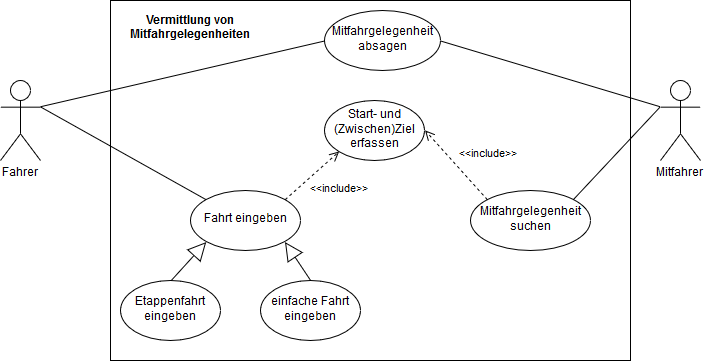 Vermittlung von
Mitfahrgelegenheiten
Mitfahrgelegenheit
absagen
Start- und
(Zwischen)Ziel
erfassen
<<include>>
<<include>>
Fahrer
Mitfahrer
Fahrt eingeben
Mitfahrgelegenheit
suchen
Etappenfahrt
eingeben
einfache Fahrt
eingeben